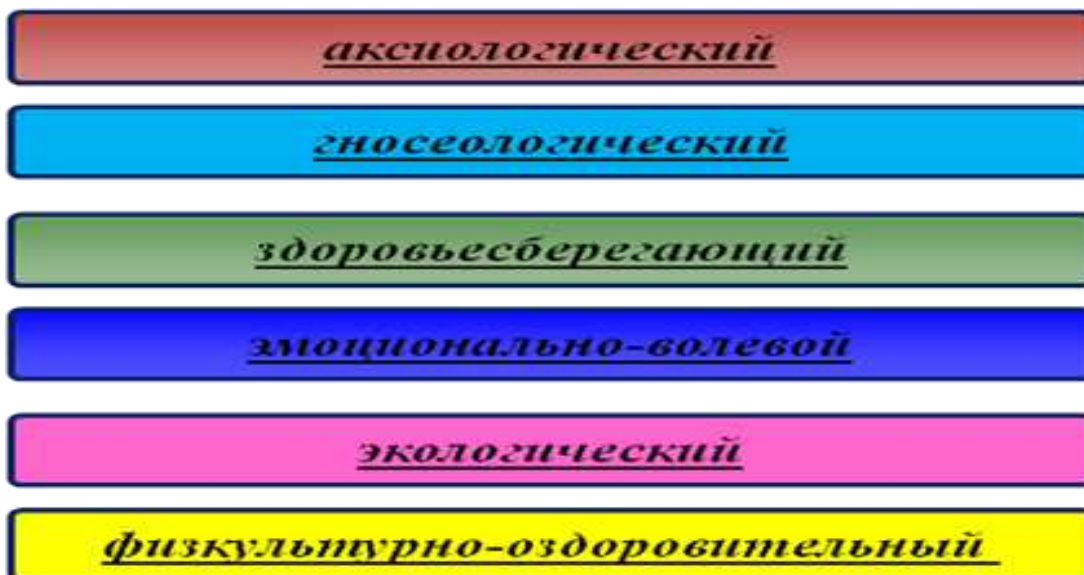 аксиологический
гносеологический
здоровьесберегающий
эмоционально-волевой
экологический
физкультурно-оздоровительный